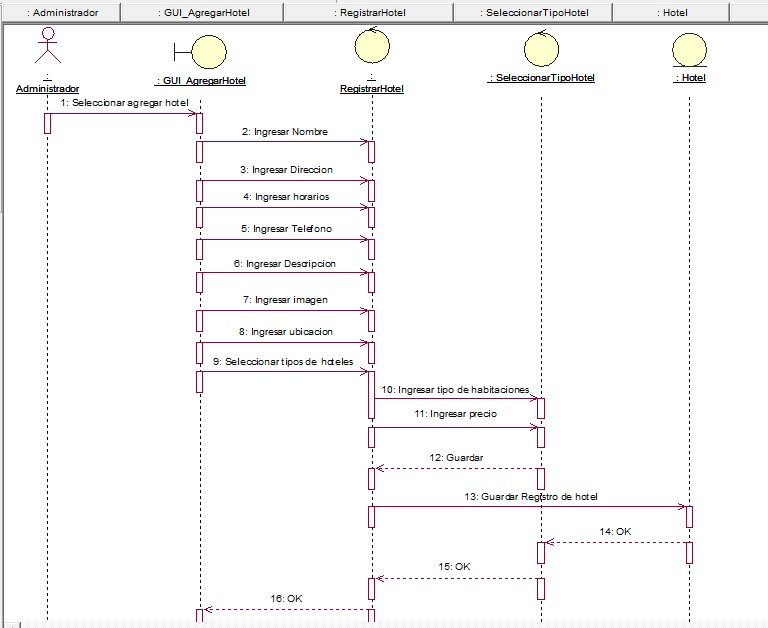 : Administrador
: GUI_AgregarHotel
: RegistrarHotel
: SeleccionarTipoHotel
: Hotel
:
Administrador
: GUI_AgregarHotel
:
RegistrarHotel
: SeleccionarTipoHotel
: Hotel
1: Seleccionar agregar hotel
2: Ingresar Nombre
3: Ingresar Direccion
4: Ingresar horarios
5: Ingresar Telefono
6: Ingresar Descripcion
7: Ingresar imagen
8: Ingresar ubicacion
9: Seleccionar tipos de hoteles
10: Ingresar tipo de habitaciones
11: Ingresar precio
12: Guardar
13: Guardar Registro de hotel
14: OK
15: OK
16: OK